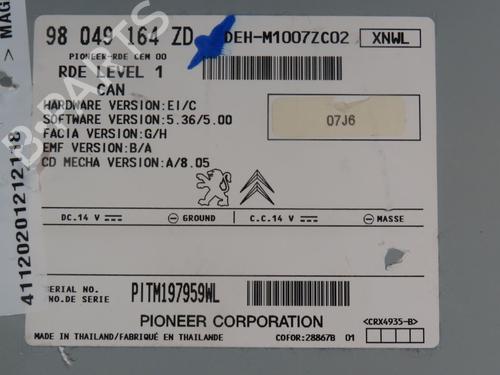 98 049 164 ZD DEH-M1007ZC02 XNWL
PIONEER-RDE CEM 00
RDE LEVEL 1
CAN
HARDWARE VERSION:EI/C
SOFTWARE VERSION: 5.36/5.00
FACIA VERSION:G/H
EMF VERSION:B/A
CD MECHA VERSION:A/8.05
07J6
DC.14 V GROUND C.C.14 V MASSE
SERIAL NO.
NO.DE SERIE PITM197959WL
PIONEER CORPORATION <CRX4935-B>
MADE IN THAILAND/FABRIQUÉ EN THAILANDE COFOR:28867B 01
41120201212118
> MAG
B-PARTS